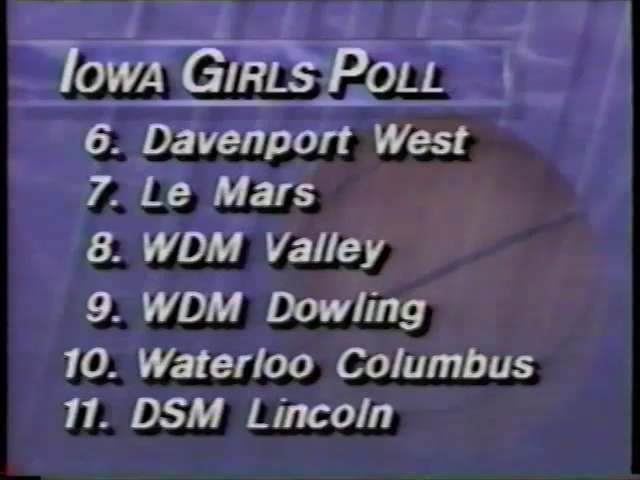 IOWA GIRLS POLL
6. Davenport West
7. Le Mars
8. WDM Valley
9. WDM Dowling
10. Waterloo Columbus
11. DSM Lincoln